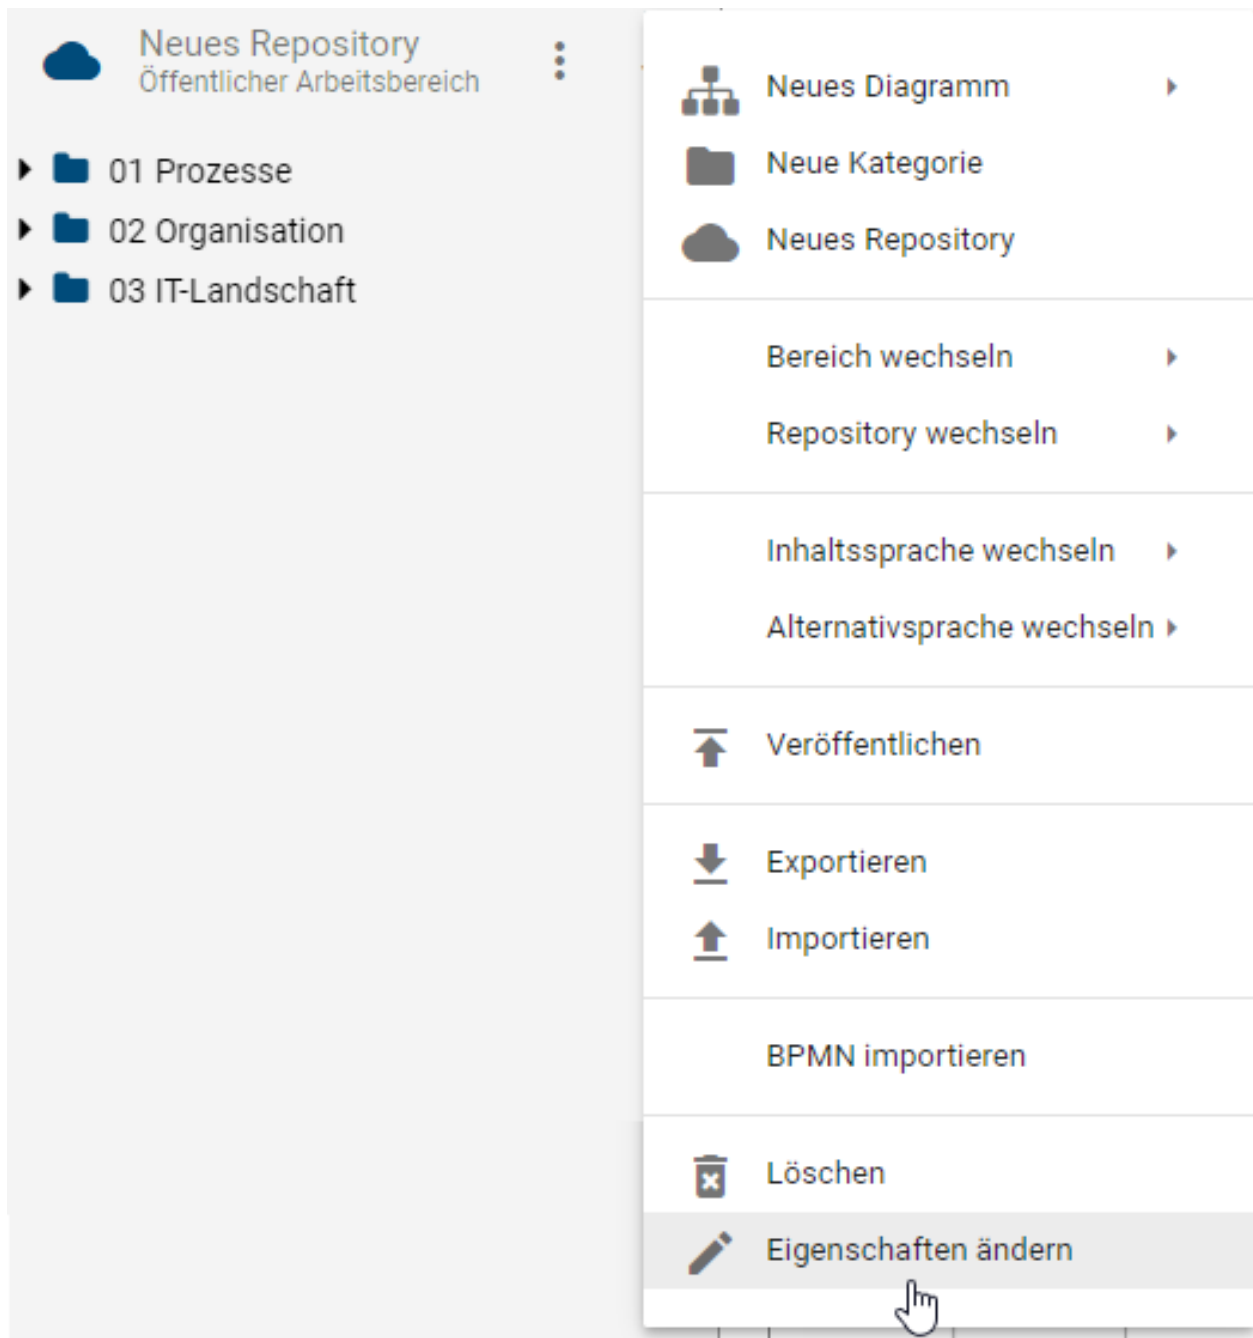 Neues Repository
Öffentlicher Arbeitsbereich
01 Prozesse
02 Organisation
03 IT-Landschaft
Neues Diagramm
Neue Kategorie
Neues Repository
Bereich wechseln
Repository wechseln
Inhaltssprache wechseln
Alternativsprache wechseln
Veröffentlichen
Exportieren
Importieren
BPMN importieren
Löschen
Eigenschaften ändern